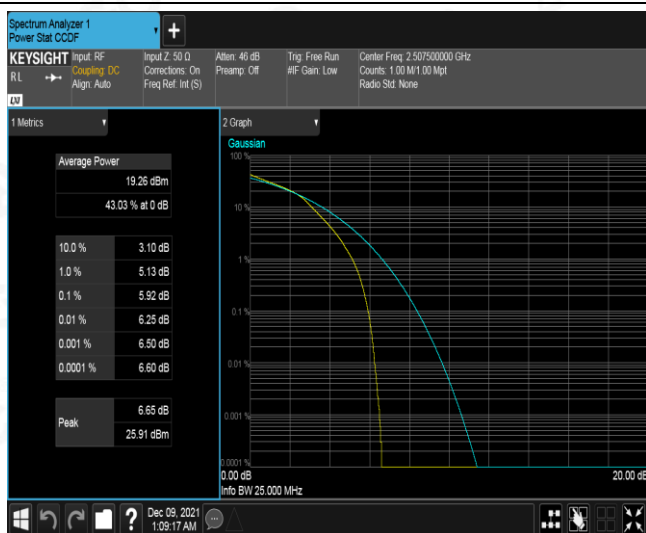 Spectrum Analyzer 1
Power Stat CCDF
+
KEYSIGHT
RL
LXI
Input: RF
Coupling: DC
Align: Auto
Input Z: 50 Ω
Corrections: On
Freq Ref: Int (S)
Atten: 46 dB
Preamp: Off
Trig: Free Run
#IF Gain: Low
Center Freq: 2.507500000 GHz
Counts: 1.00 M/1.00 Mpt
Radio Std: None
1 Metrics
Average Power
19.26 dBm
43.03 % at 0 dB
10.0 % 3.10 dB
1.0 % 5.13 dB
0.1 % 5.92 dB
0.01 % 6.25 dB
0.001 % 6.50 dB
0.0001 % 6.60 dB
Peak
6.65 dB
25.91 dBm
2 Graph
Gaussian
100 %
10 %
1 %
0.1 %
0.01 %
0.001 %
0.0001 %
0.00 dB
20.00 dB
Info BW 25.000 MHz
?
Dec 09, 2021
1:09:17 AM